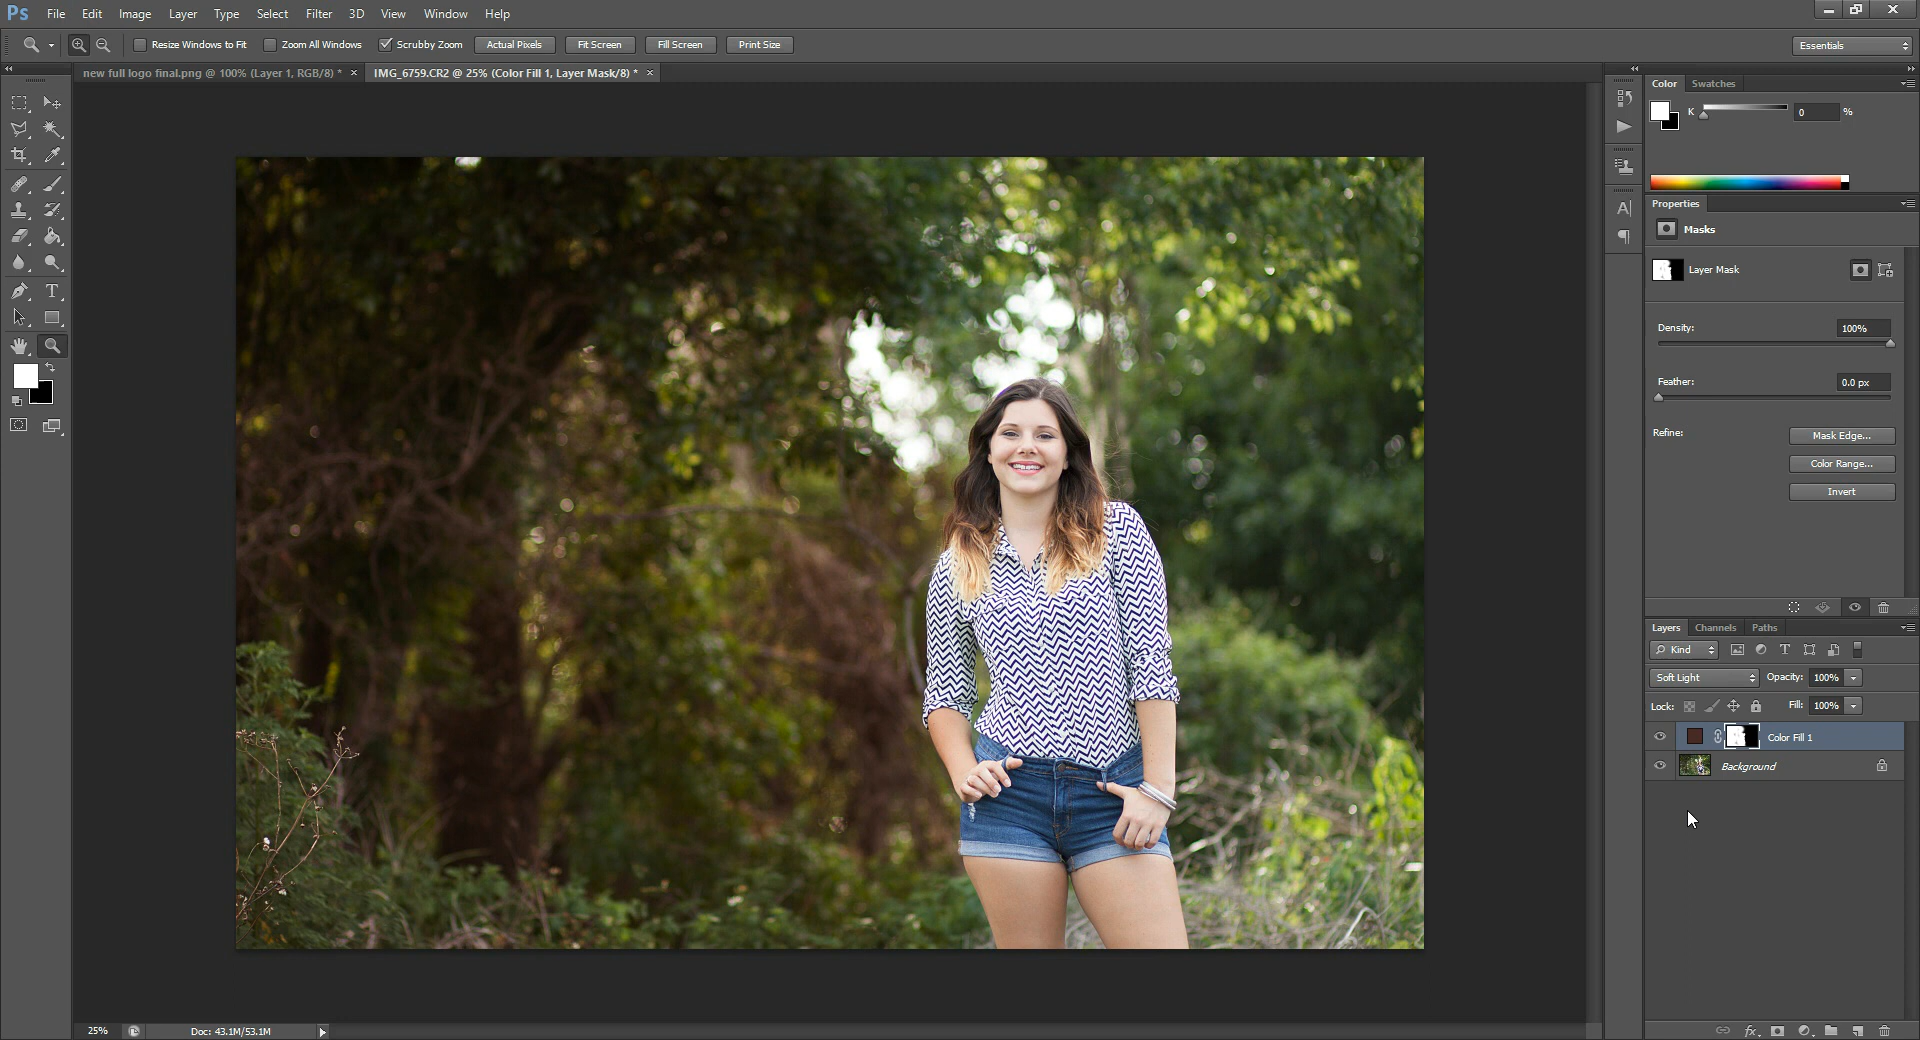 Ps File Edit Image Layer Type Select Filter 3D View Window Help
Resize Windows to Fit Zoom All Windows Scrubby Zoom Actual Pixels Fit Screen Fill Screen Print Size Essentials
new full logo final.png @ 100% (Layer 1, RGB/8) * × IMG_6759.CR2 @ 25% (Color Fill 1, Layer Mask/8) * ×
Color Swatches
K 0 %
Properties
Masks
Layer Mask
Density: 100%
Feather: 0.0 px
Refine: Mask Edge...
Color Range...
Invert
Layers Channels Paths
Kind
Soft Light Opacity: 100%
Lock: Fill: 100%
Color Fill 1
Background
25% Doc: 43.1M/53.1M